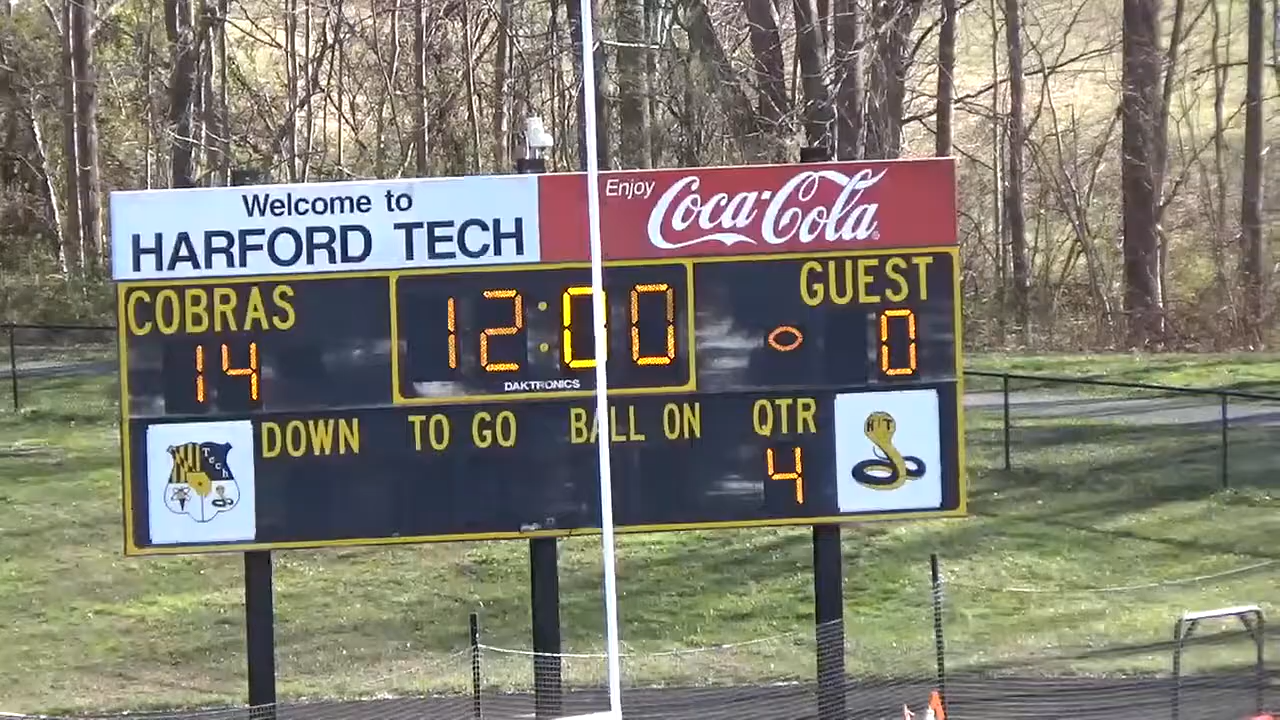 Welcome to
HARFORD TECH
Enjoy
Coca-Cola
COBRAS
14
12:00
DAKTRONICS
GUEST
0
DOWN TO GO BALL ON QTR
4
Tech
H T